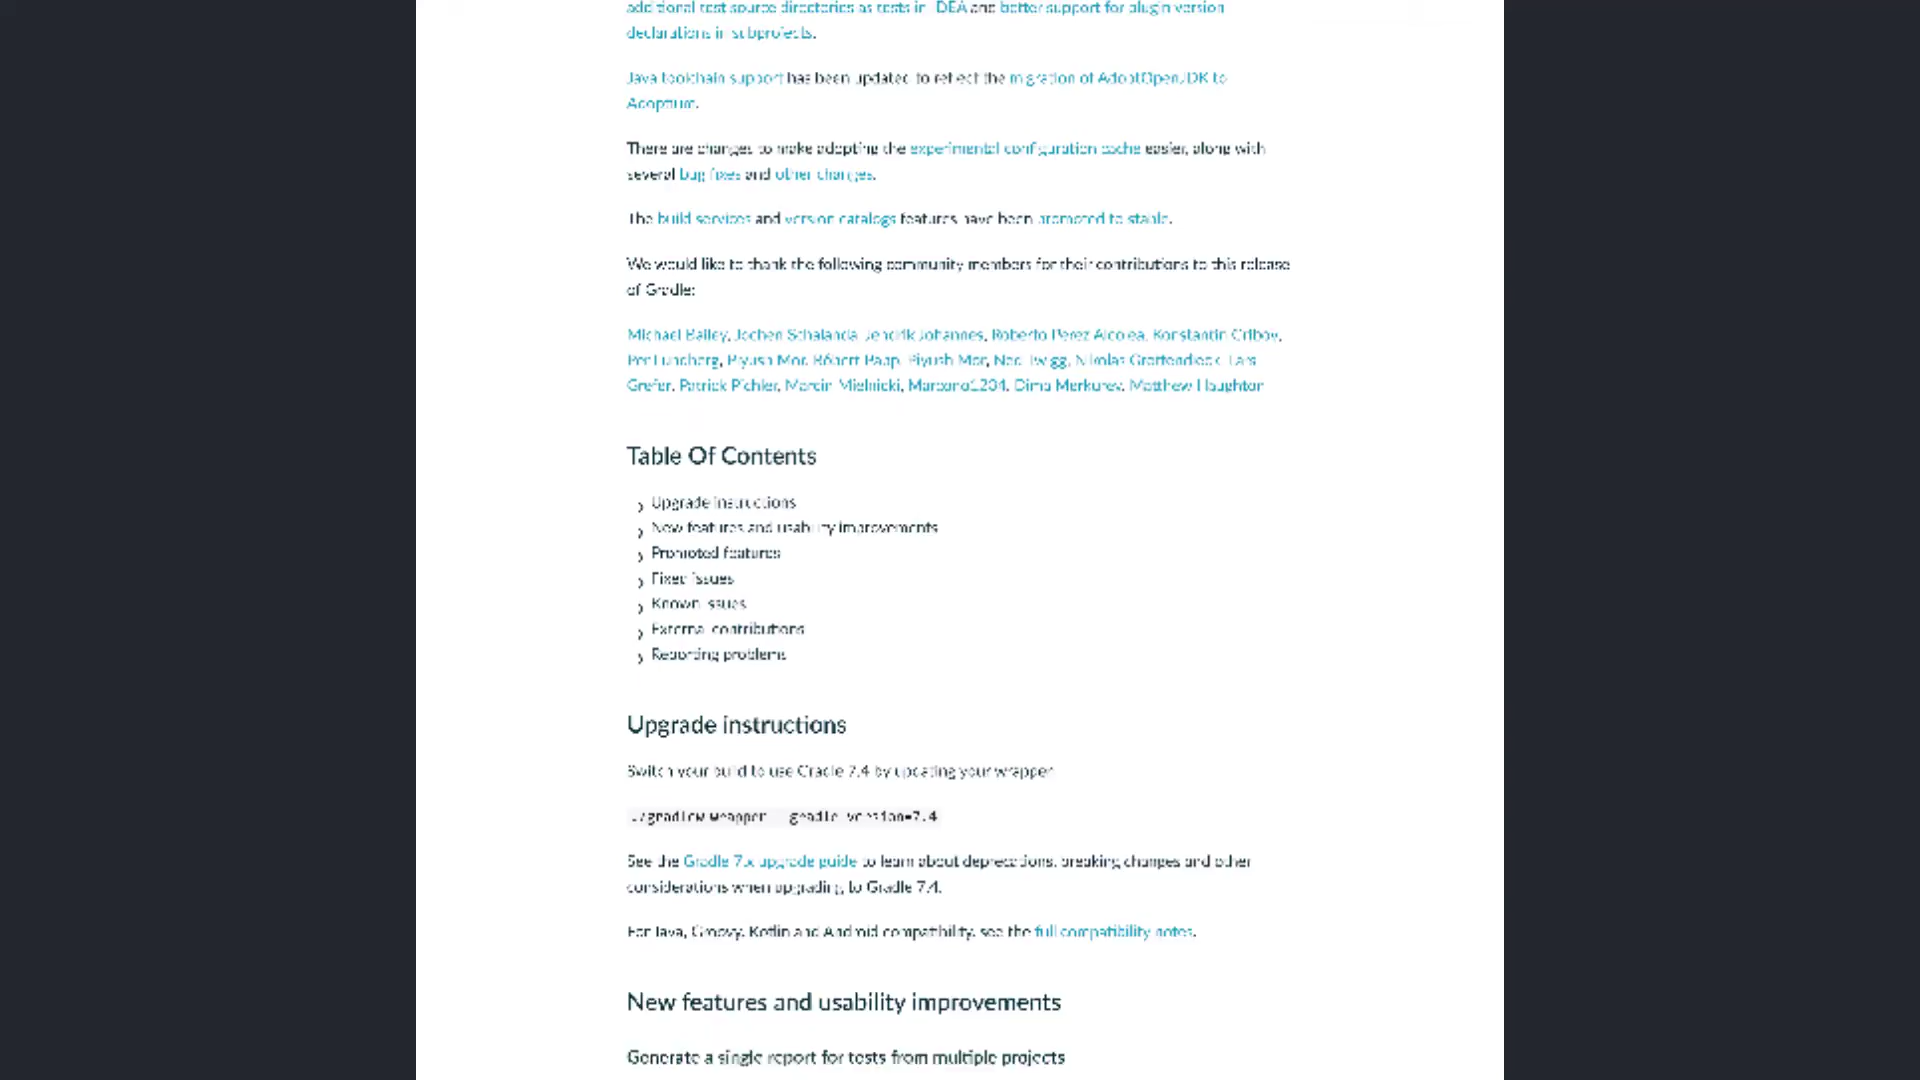 additional test source directories as tests in IDEA and better support for plugin version
declarations in subprojects.
Java toolchain support has been updated to reflect the migration of AdoptOpenJDK to
Adoptium.
There are changes to make adopting the experimental configuration cache easier, along with
several bug fixes and other changes.
The build services and version catalogs features have been promoted to stable.
We would like to thank the following community members for their contributions to this release
of Gradle:
Michael Bailey, Jochen Schalanda, Jendrik Johannes, Roberto Perez Alcolea, Konstantin Gribov,
Per Lundberg, Piyush Mor, Róbert Papp, Piyush Mor, Ned Twigg, Nikolas Grottendieck, Lars
Grefer, Patrick Pichler, Marcin Mielnicki, Marcono1234, Dima Merkurev, Matthew Haughton
Table Of Contents
Upgrade instructions
New features and usability improvements
Promoted features
Fixed issues
Known issues
External contributions
Reporting problems
Upgrade instructions
Switch your build to use Gradle 7.4 by updating your wrapper
./gradlew wrapper --gradle-version=7.4
See the Gradle 7.x upgrade guide to learn about deprecations, breaking changes and other
considerations when upgrading to Gradle 7.4.
For Java, Groovy, Kotlin and Android compatibility, see the full compatibility notes.
New features and usability improvements
Generate a single report for tests from multiple projects